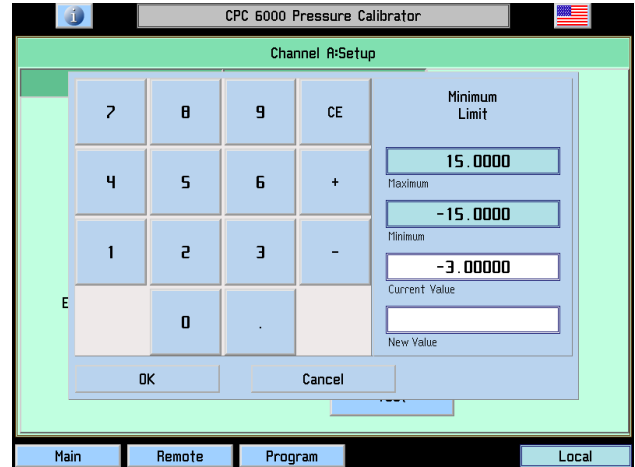 i CPC 6000 Pressure Calibrator
Channel A:Setup
7 8 9 CE
4 5 6 +
1 2 3 -
0 .
Minimum
Limit
15.0000
Maximum
-15.0000
Minimum
-3.00000
Current Value
New Value
E
OK Cancel
Main Remote Program Local